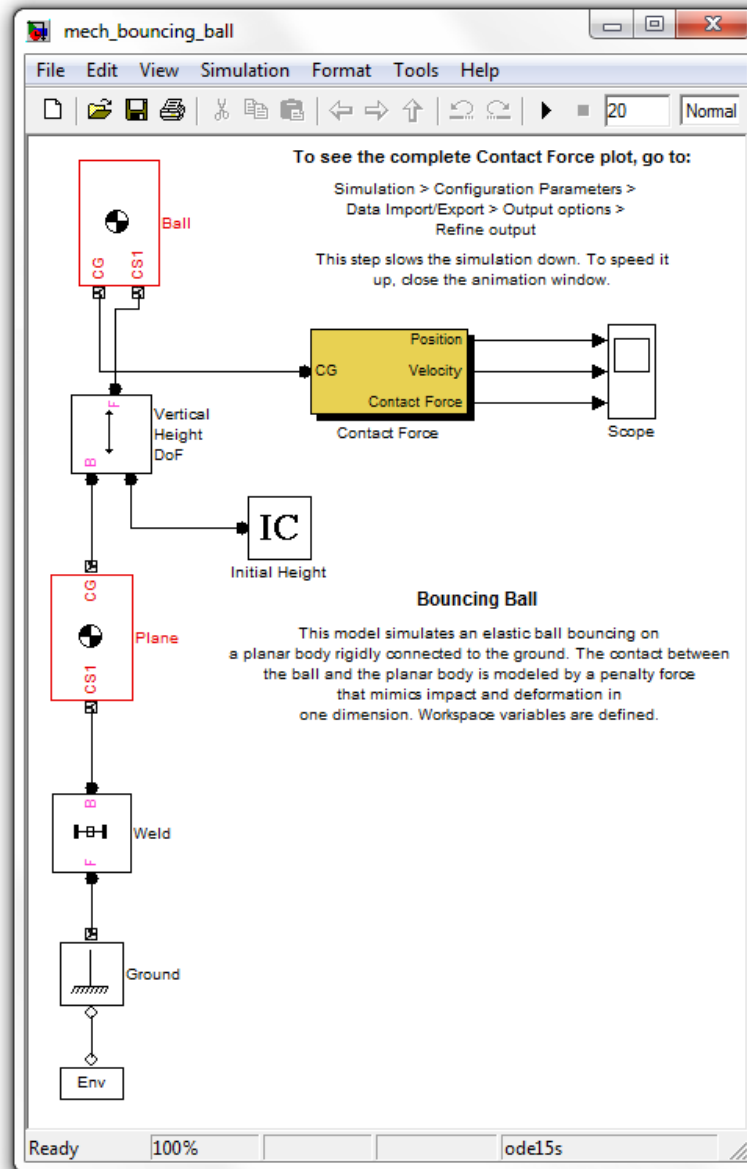 mech_bouncing_ball
File Edit View Simulation Format Tools Help
20 Normal
To see the complete Contact Force plot, go to:
Simulation > Configuration Parameters >
Data Import/Export > Output options >
Refine output
This step slows the simulation down. To speed it
up, close the animation window.
Ball
CG CS1
Position
CG Velocity
Contact Force
Contact Force
Scope
F
Vertical
Height
DoF
B
IC
Initial Height
CG
Plane
CS1
Bouncing Ball
This model simulates an elastic ball bouncing on
a planar body rigidly connected to the ground. The contact between
the ball and the planar body is modeled by a penalty force
that mimics impact and deformation in
one dimension. Workspace variables are defined.
B
Weld
F
Ground
Env
Ready 100% ode15s